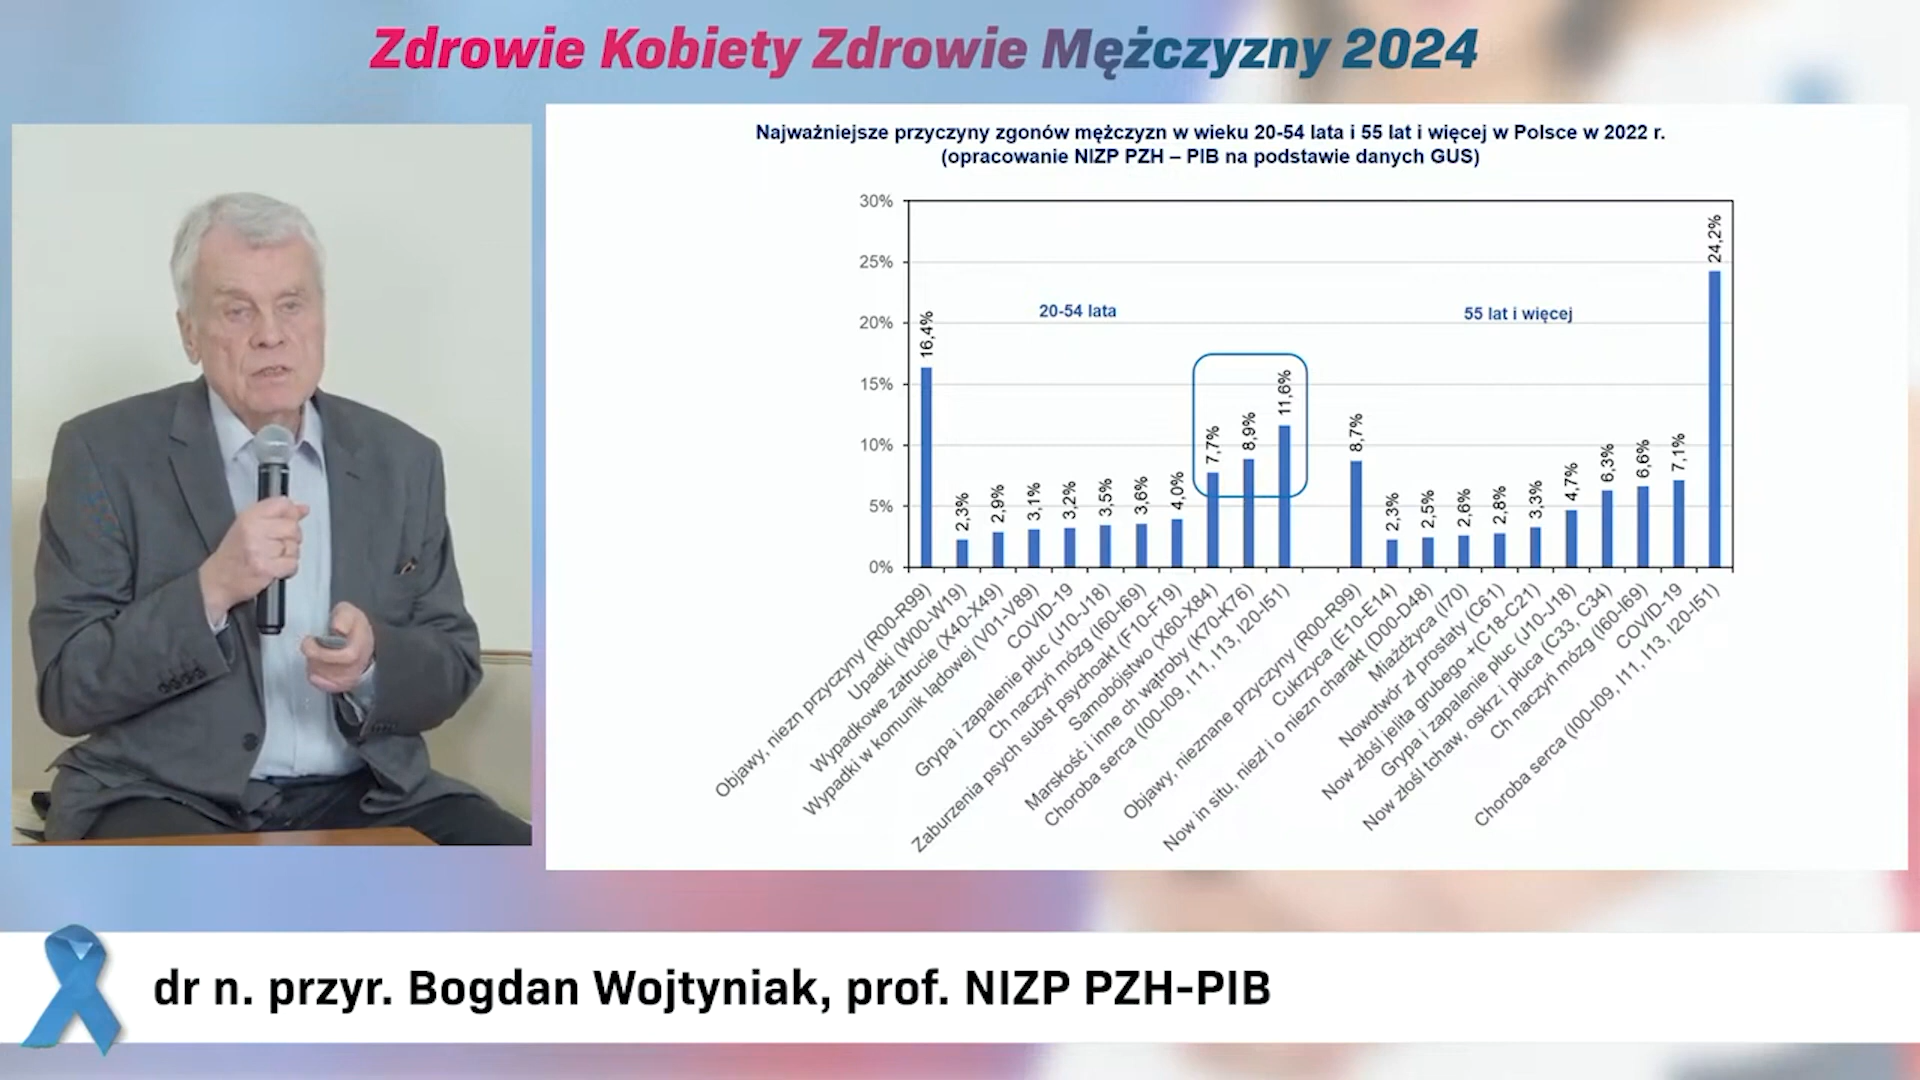 Zdrowie Kobiety Zdrowie Mężczyzny 2024
Najważniejsze przyczyny zgonów mężczyzn w wieku 20-54 lata i 55 lat i więcej w Polsce w 2022 r.
(opracowanie NIZP PZH – PIB na podstawie danych GUS)
30%
25%
20%
15%
10%
5%
0%
20-54 lata
55 lat i więcej
16,4%
2,3%
2,9%
3,1%
3,2%
3,5%
3,6%
4,0%
7,7%
8,9%
11,6%
8,7%
2,3%
2,5%
2,6%
2,8%
3,3%
4,7%
6,3%
6,6%
7,1%
24,2%
Objawy, niezn przyczyny (R00-R99)
Upadki (W00-W19)
Wypadkowe zatrucie (X40-X49)
Wypadki w komunik lądowej (V01-V89)
COVID-19
Grypa i zapalenie płuc (J10-J18)
Ch naczyń mózg (I60-I69)
Zaburzenia psych subst psychoakt (F10-F19)
Samobójstwo (X60-X84)
Marskość i inne ch wątroby (K70-K76)
Choroba serca (I00-I09, I11, I13, I20-I51)
Objawy, nieznane przyczyny (R00-R99)
Cukrzyca (E10-E14)
Now in situ, niezł i o niezn charakt (D00-D48)
Miażdżyca (I70)
Nowotwór zł prostaty (C61)
Now złośl jelita grubego +(C18-C21)
Grypa i zapalenie płuc (J10-J18)
Now złośl tchaw, oskrz i płuca (C33, C34)
Ch naczyń mózg (I60-I69)
COVID-19
Choroba serca (I00-I09, I11, I13, I20-I51)
dr n. przyr. Bogdan Wojtyniak, prof. NIZP PZH-PIB